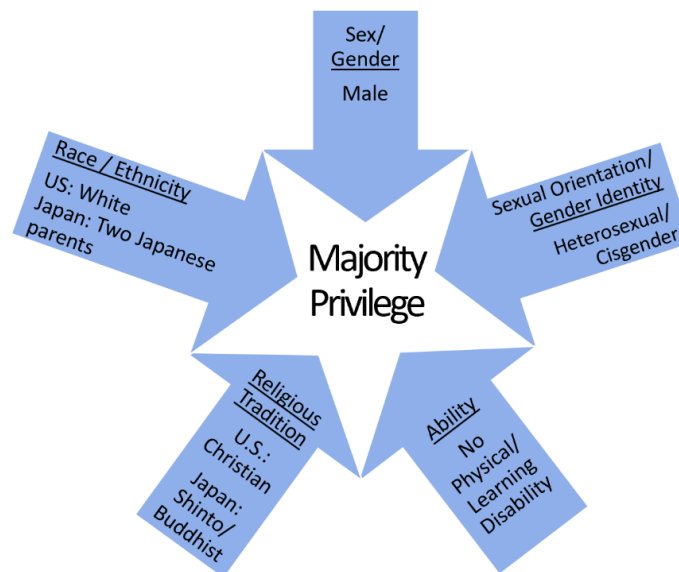 Sex/
Gender
Male
Race / Ethnicity
US: White
Japan: Two Japanese
parents
Sexual Orientation/
Gender Identity
Heterosexual/
Cisgender
Majority
Privilege
Religious
Tradition
U.S.:
Christian
Japan:
Shinto/
Buddhist
Ability
No
Physical/
Learning
Disability